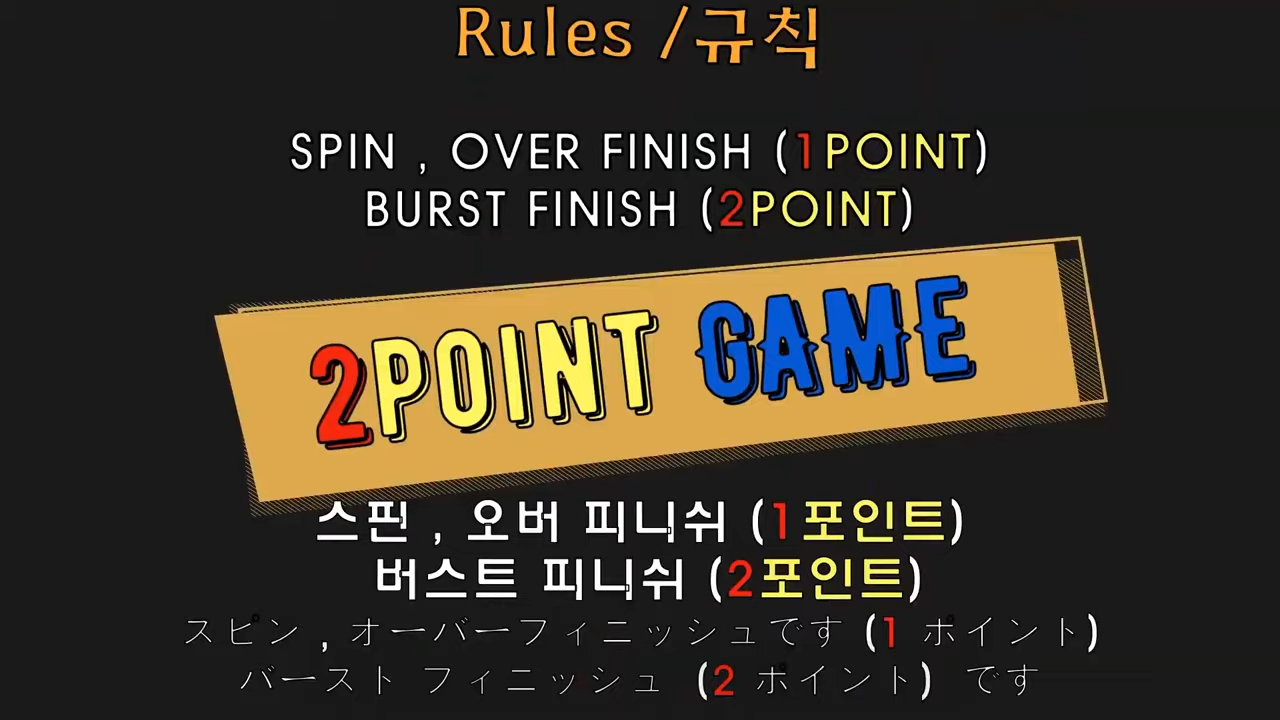 Rules /규칙
SPIN , OVER FINISH (1POINT)
BURST FINISH (2POINT)
2POINT GAME
스핀 , 오버 피니쉬 (1포인트)
버스트 피니쉬 (2포인트)
スピン , オーバーフィニッシュです (1 ポイント)
バースト フィニッシュ (2 ポイント) です